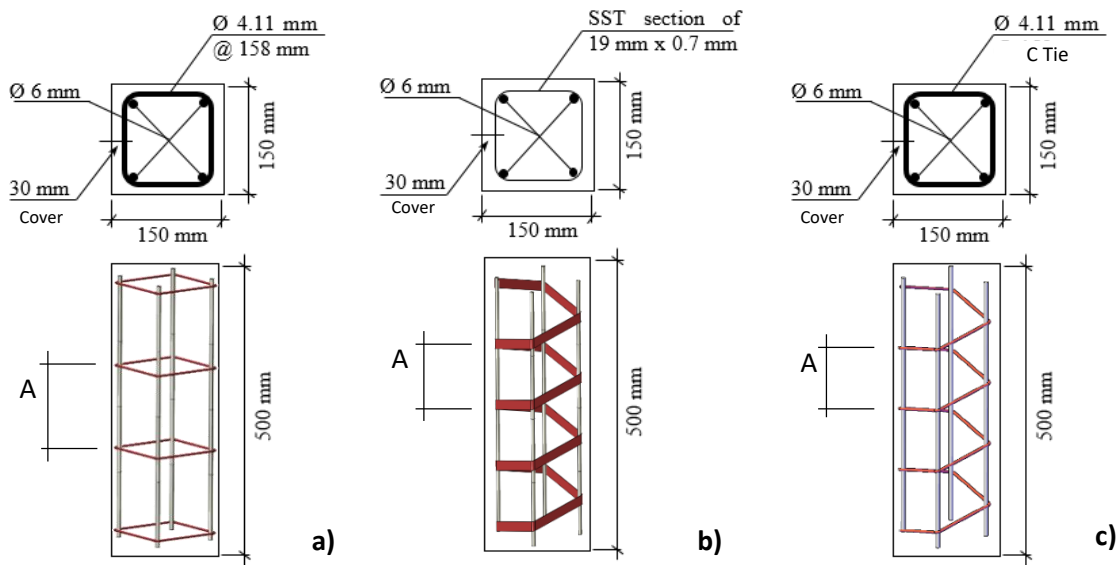 Ø 4.11 mm
@ 158 mm
Ø 6 mm
30 mm
Cover
150 mm
150 mm
A
500 mm
a)
SST section of
19 mm x 0.7 mm
Ø 6 mm
30 mm
Cover
150 mm
150 mm
A
500 mm
b)
Ø 4.11 mm
C Tie
Ø 6 mm
30 mm
Cover
150 mm
150 mm
A
500 mm
c)